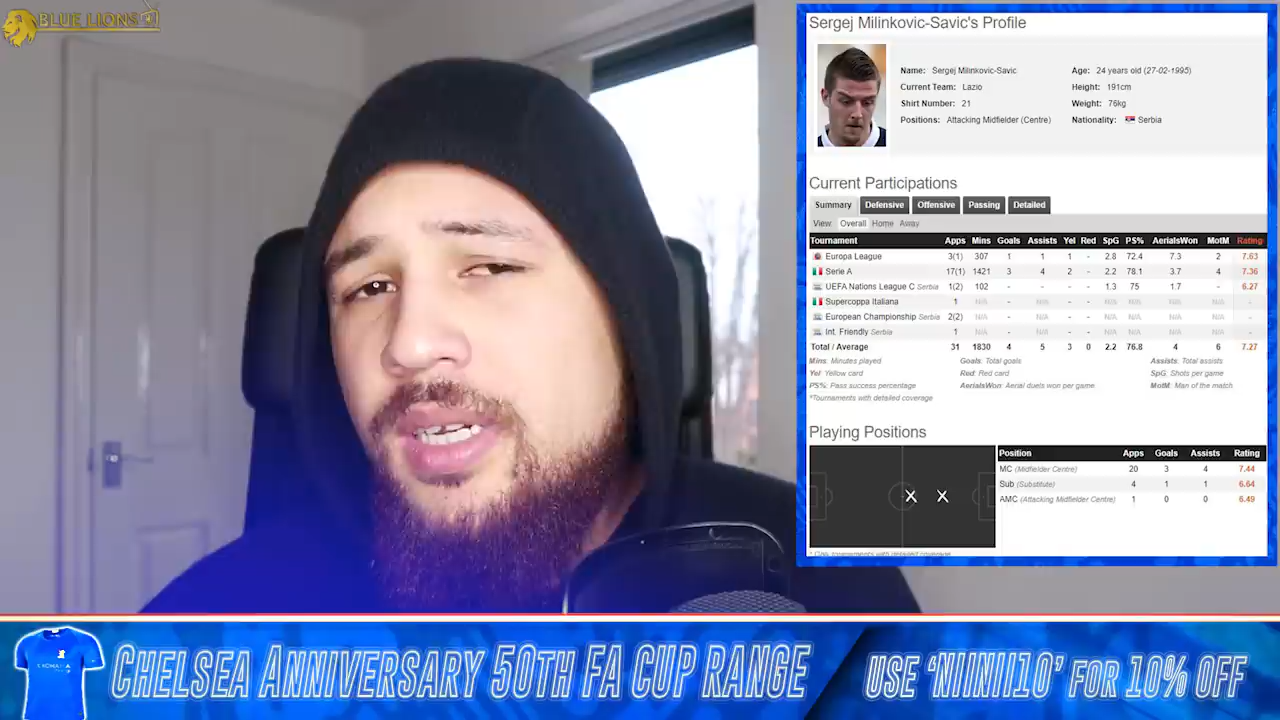 BLUE LIONS
Sergej Milinkovic-Savic's Profile
Name: Sergej Milinkovic-Savic
Age: 24 years old (27-02-1995)
Current Team: Lazio
Height: 191cm
Shirt Number: 21
Weight: 76kg
Positions: Attacking Midfielder (Centre)
Nationality: Serbia
Current Participations
Summary Defensive Offensive Passing Detailed
View: Overall Home Away
Tournament Apps Mins Goals Assists Yel Red SpG PS% AerialsWon MotM Rating
Europa League 3(1) 307 1 1 1 - 2.8 72.4 7.3 2 7.63
Serie A 17(1) 1421 3 4 2 - 2.2 78.1 3.7 4 7.36
UEFA Nations League C Serbia 1(2) 102 - - - - 1.3 75 1.7 - 6.27
Supercoppa Italiana 1 N/A - N/A - - N/A N/A N/A N/A -
European Championship Serbia 2(2) N/A - N/A - - N/A N/A N/A N/A -
Int. Friendly Serbia 1 N/A - N/A - - N/A N/A N/A N/A -
Total / Average 31 1830 4 5 3 0 2.2 76.8 4 6 7.27
Mins: Minutes played Goals: Total goals Assists: Total assists
Yel: Yellow card Red: Red card SpG: Shots per game
PS%: Pass success percentage AerialsWon: Aerial duels won per game MotM: Man of the match
*Tournaments with detailed coverage
Playing Positions
Position Apps Goals Assists Rating
MC (Midfielder Centre) 20 3 4 7.44
Sub (Substitute) 4 1 1 6.64
AMC (Attacking Midfielder Centre) 1 0 0 6.49
CHELSEA ANNIVERSARY 50TH FA CUP RANGE
USE 'NIINII10' FOR 10% OFF